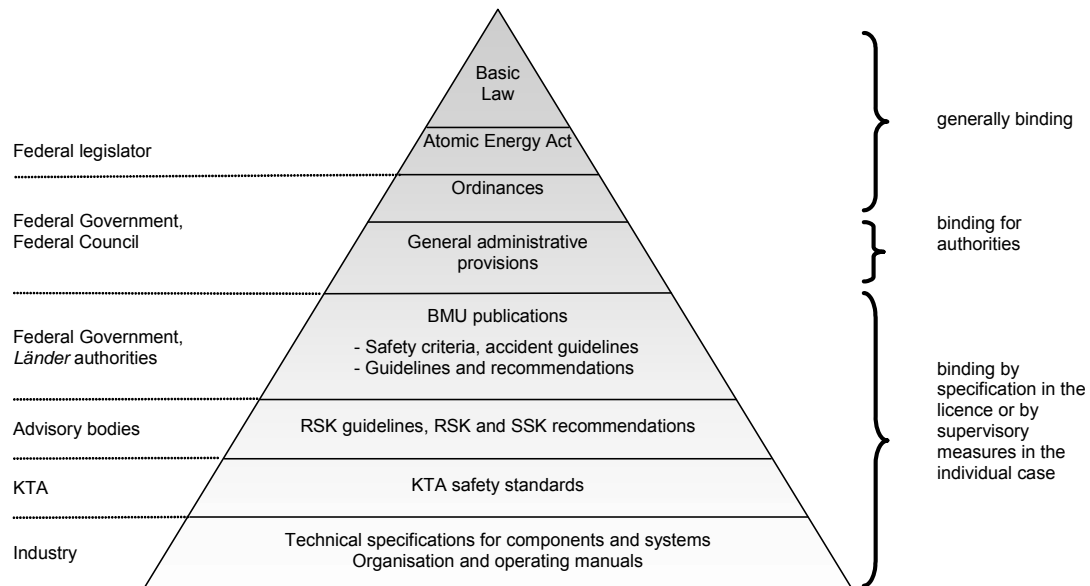 Basic
Law
generally binding
Federal legislator
Atomic Energy Act
Ordinances
Federal Government,
Federal Council
General administrative
provisions
binding for
authorities
Federal Government,
Länder authorities
BMU publications
- Safety criteria, accident guidelines
- Guidelines and recommendations
binding by
specification in the
licence or by
supervisory
measures in the
individual case
Advisory bodies
RSK guidelines, RSK and SSK recommendations
KTA
KTA safety standards
Industry
Technical specifications for components and systems
Organisation and operating manuals